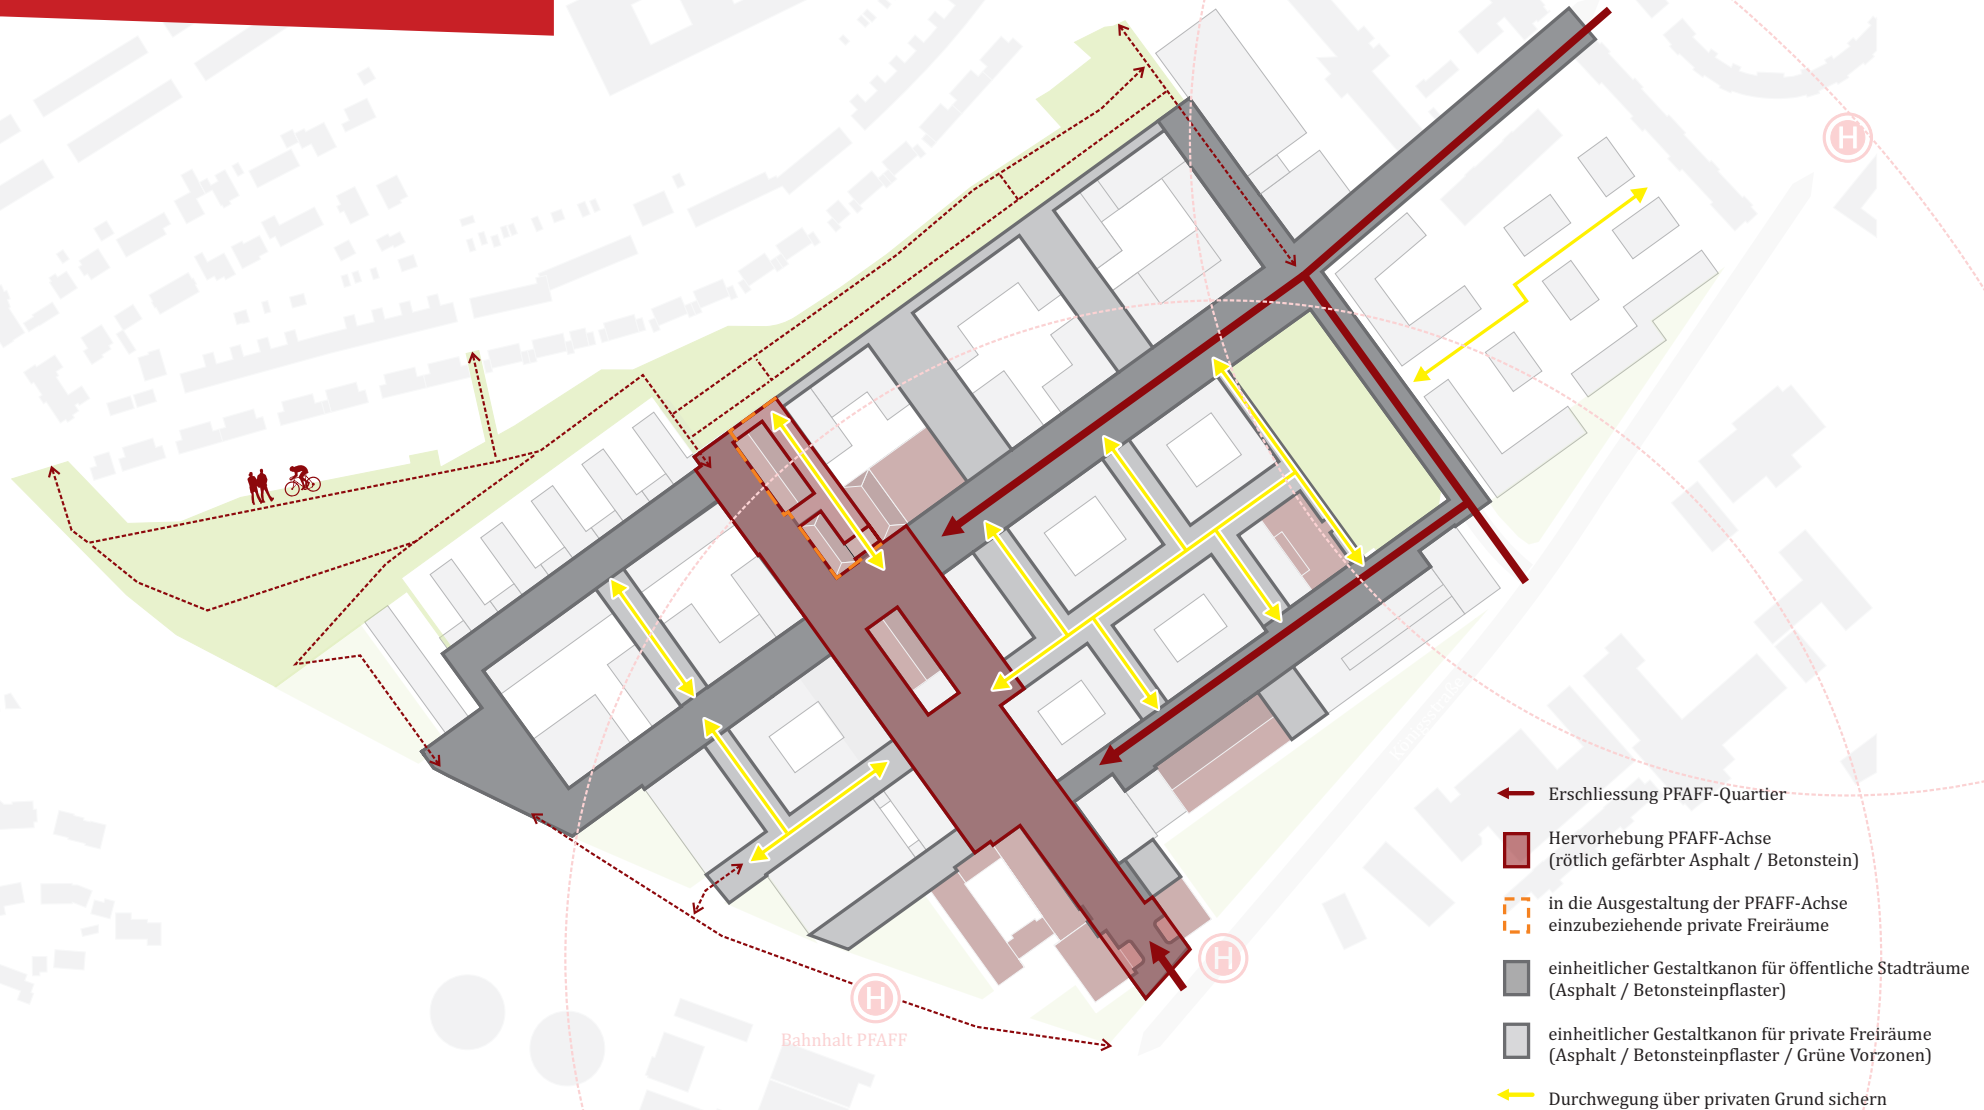 H
H
H
Bahnhalt PFAFF
Erschliessung PFAFF-Quartier
Hervorhebung PFAFF-Achse
(rötlich gefärbter Asphalt / Betonstein)
in die Ausgestaltung der PFAFF-Achse
einzubeziehende private Freiräume
einheitlicher Gestaltkanon für öffentliche Stadträume
(Asphalt / Betonsteinpflaster)
einheitlicher Gestaltkanon für private Freiräume
(Asphalt / Betonsteinpflaster / Grüne Vorzonen)
Durchwegung über privaten Grund sichern